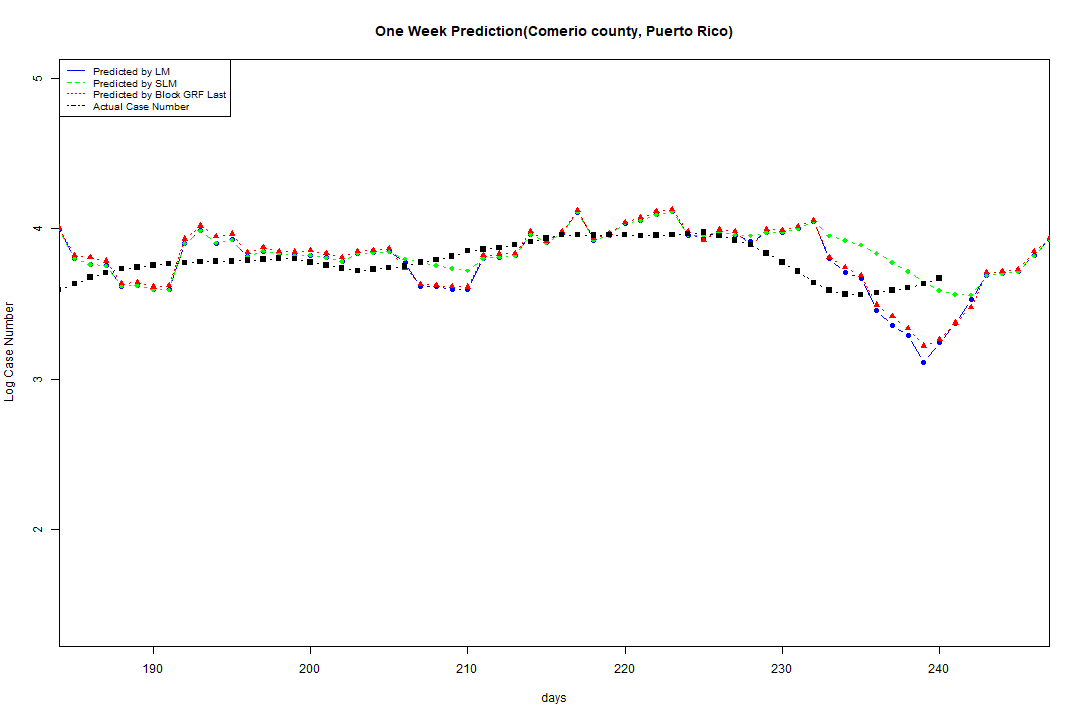 One Week Prediction(Comerio county, Puerto Rico)
Predicted by LM
Predicted by SLM
Predicted by Block GRF Last
Actual Case Number
5
4
3
2
Log Case Number
190 200 210 220 230 240
days